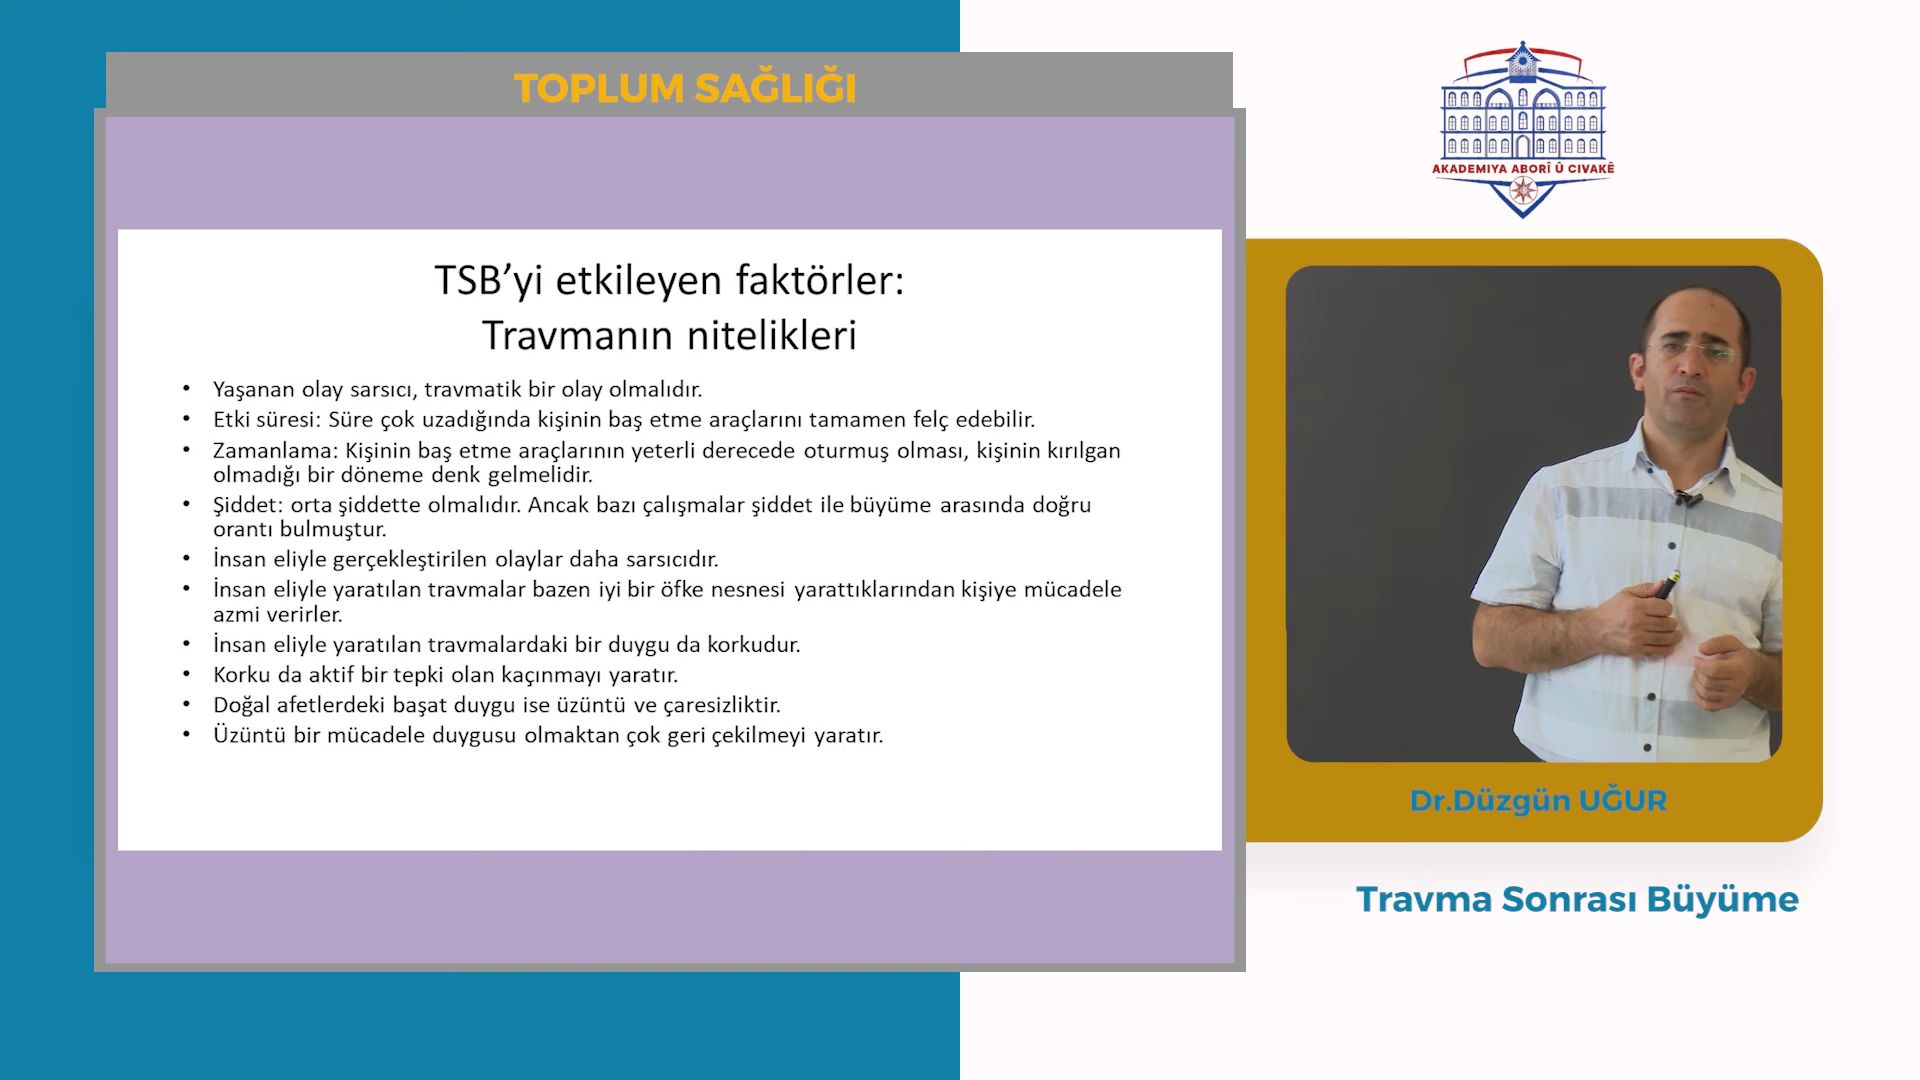 TOPLUM SAĞLIĞI
TSB’yi etkileyen faktörler:
Travmanın nitelikleri
• Yaşanan olay sarsıcı, travmatik bir olay olmalıdır.
• Etki süresi: Süre çok uzadığında kişinin baş etme araçlarını tamamen felç edebilir.
• Zamanlama: Kişinin baş etme araçlarının yeterli derecede oturmuş olması, kişinin kırılgan
olmadığı bir döneme denk gelmelidir.
• Şiddet: orta şiddette olmalıdır. Ancak bazı çalışmalar şiddet ile büyüme arasında doğru
orantı bulmuştur.
• İnsan eliyle gerçekleştirilen olaylar daha sarsıcıdır.
• İnsan eliyle yaratılan travmalar bazen iyi bir öfke nesnesi yarattıklarından kişiye mücadele
azmi verirler.
• İnsan eliyle yaratılan travmalardaki bir duygu da korkudur.
• Korku da aktif bir tepki olan kaçınmayı yaratır.
• Doğal afetlerdeki başat duygu ise üzüntü ve çaresizliktir.
• Üzüntü bir mücadele duygusu olmaktan çok geri çekilmeyi yaratır.
AKADEMIYA ABORÎ Û CIVAKÊ
Dr.Düzgün UĞUR
Travma Sonrası Büyüme